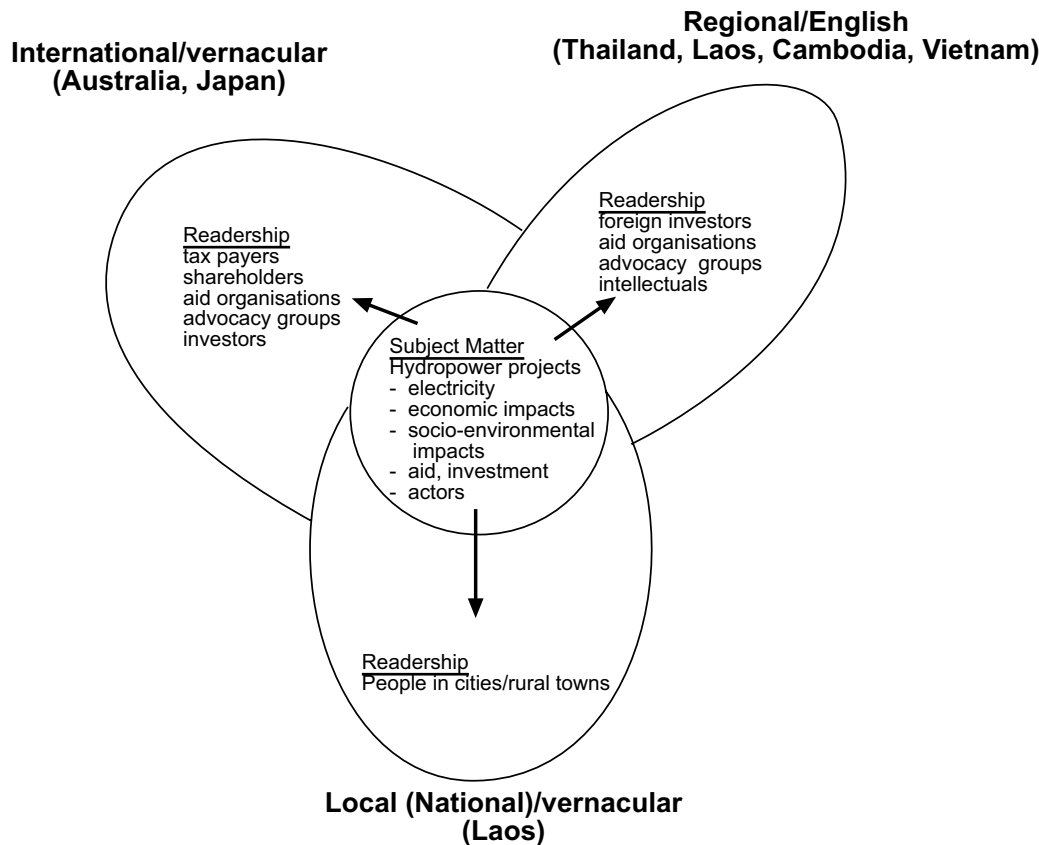 International/vernacular
(Australia, Japan)
Regional/English
(Thailand, Laos, Cambodia, Vietnam)
Readership
tax payers
shareholders
aid organisations
advocacy groups
investors
Readership
foreign investors
aid organisations
advocacy groups
intellectuals
Subject Matter
Hydropower projects
- electricity
- economic impacts
- socio-environmental
impacts
- aid, investment
- actors
Readership
People in cities/rural towns
Local (National)/vernacular
(Laos)